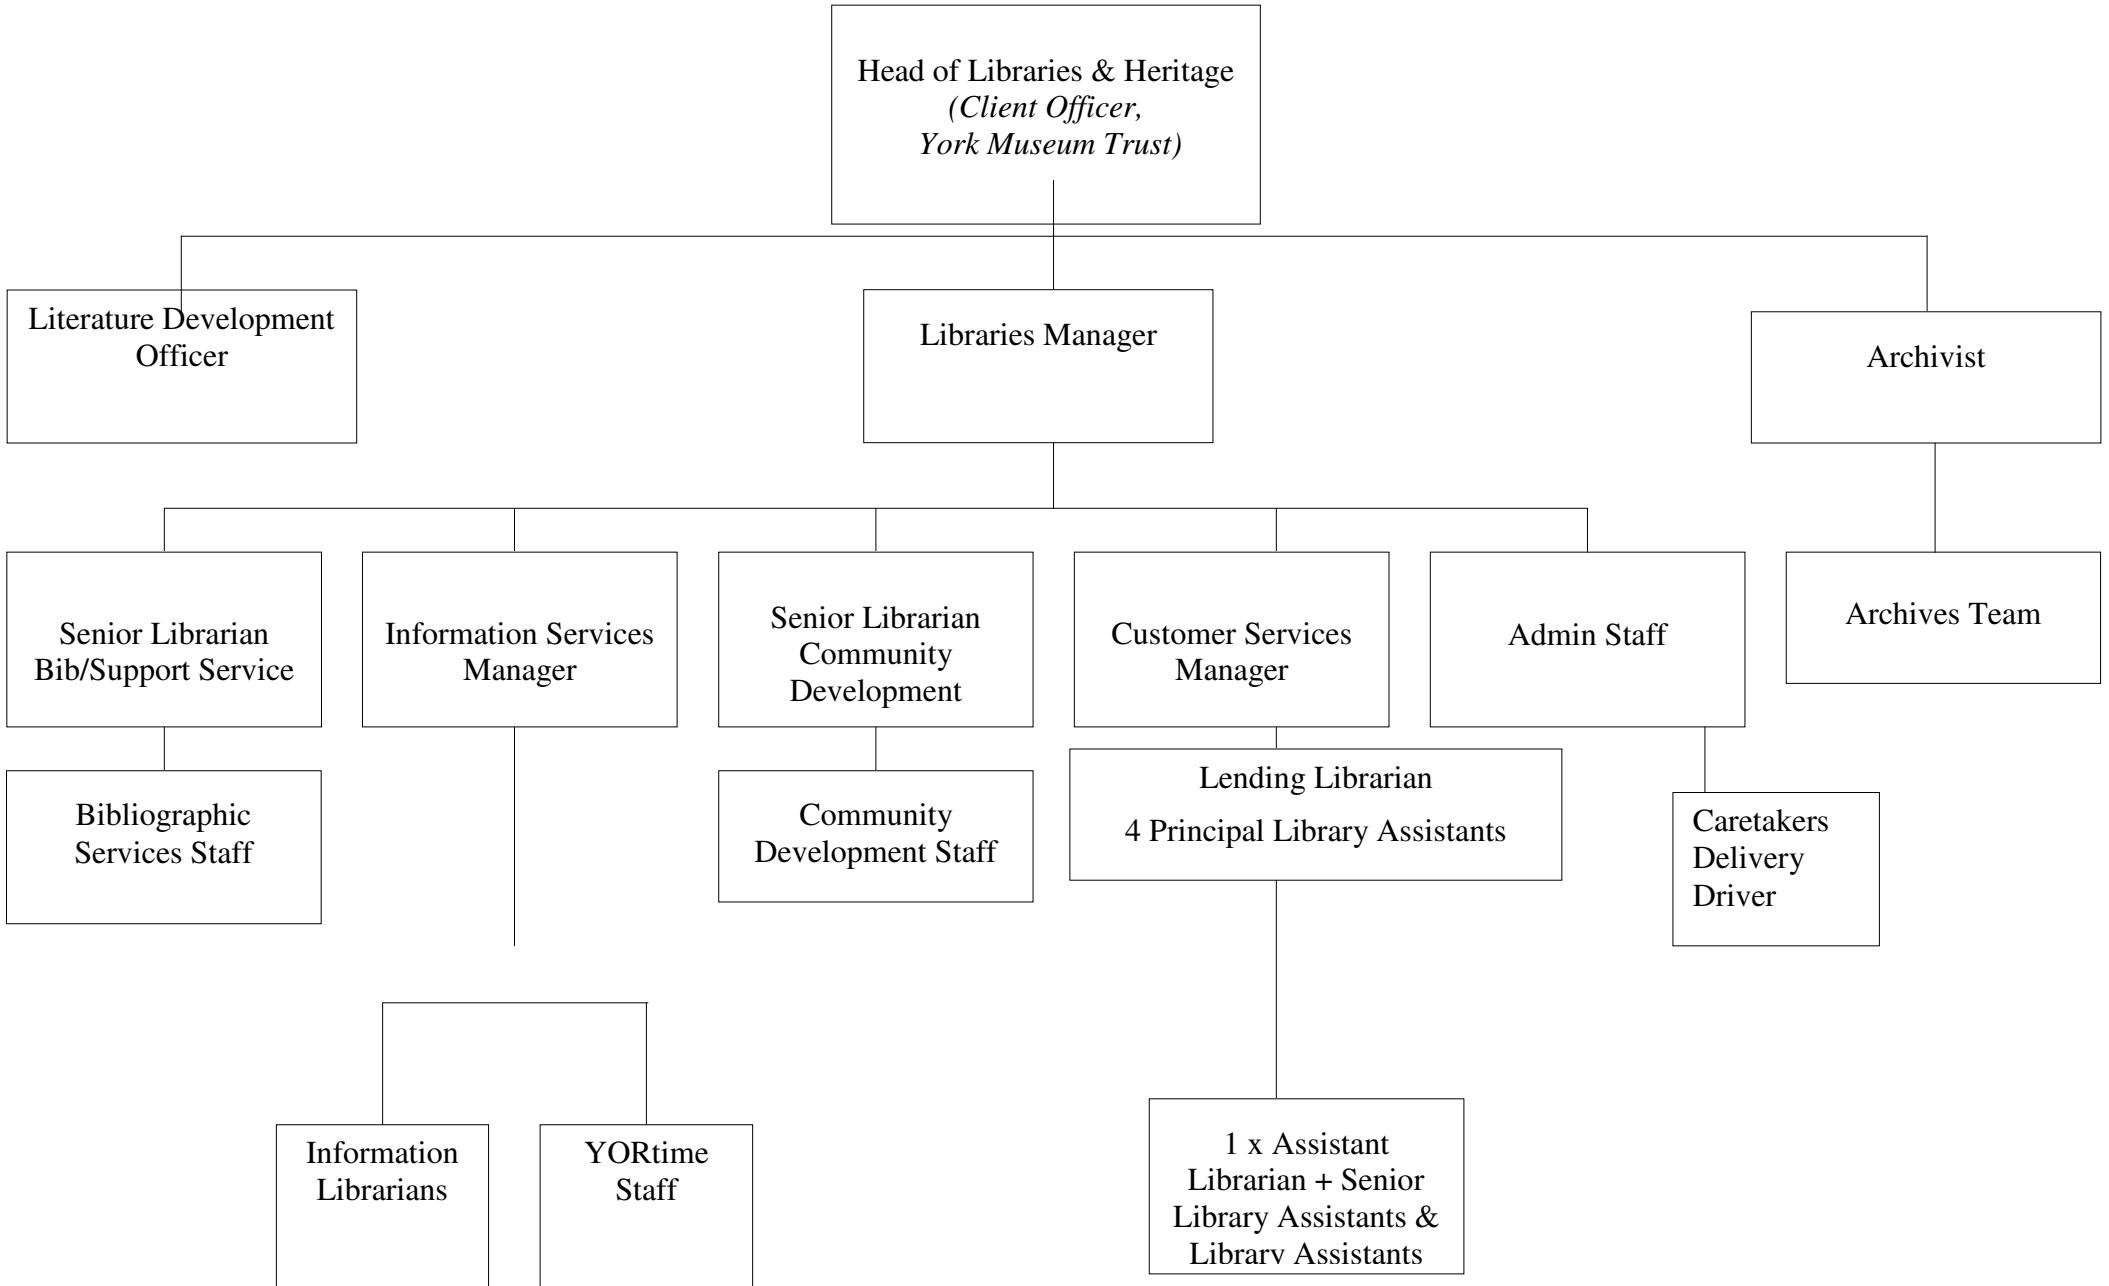 Head of Libraries & Heritage
(Client Officer,
York Museum Trust)
Literature Development
Officer
Libraries Manager
Archivist
Senior Librarian
Bib/Support Service
Information Services
Manager
Senior Librarian
Community
Development
Customer Services
Manager
Admin Staff
Archives Team
Bibliographic
Services Staff
Community
Development Staff
Lending Librarian
4 Principal Library Assistants
Caretakers
Delivery
Driver
Information
Librarians
YORtime
Staff
1 x Assistant
Librarian + Senior
Library Assistants &
Library Assistants